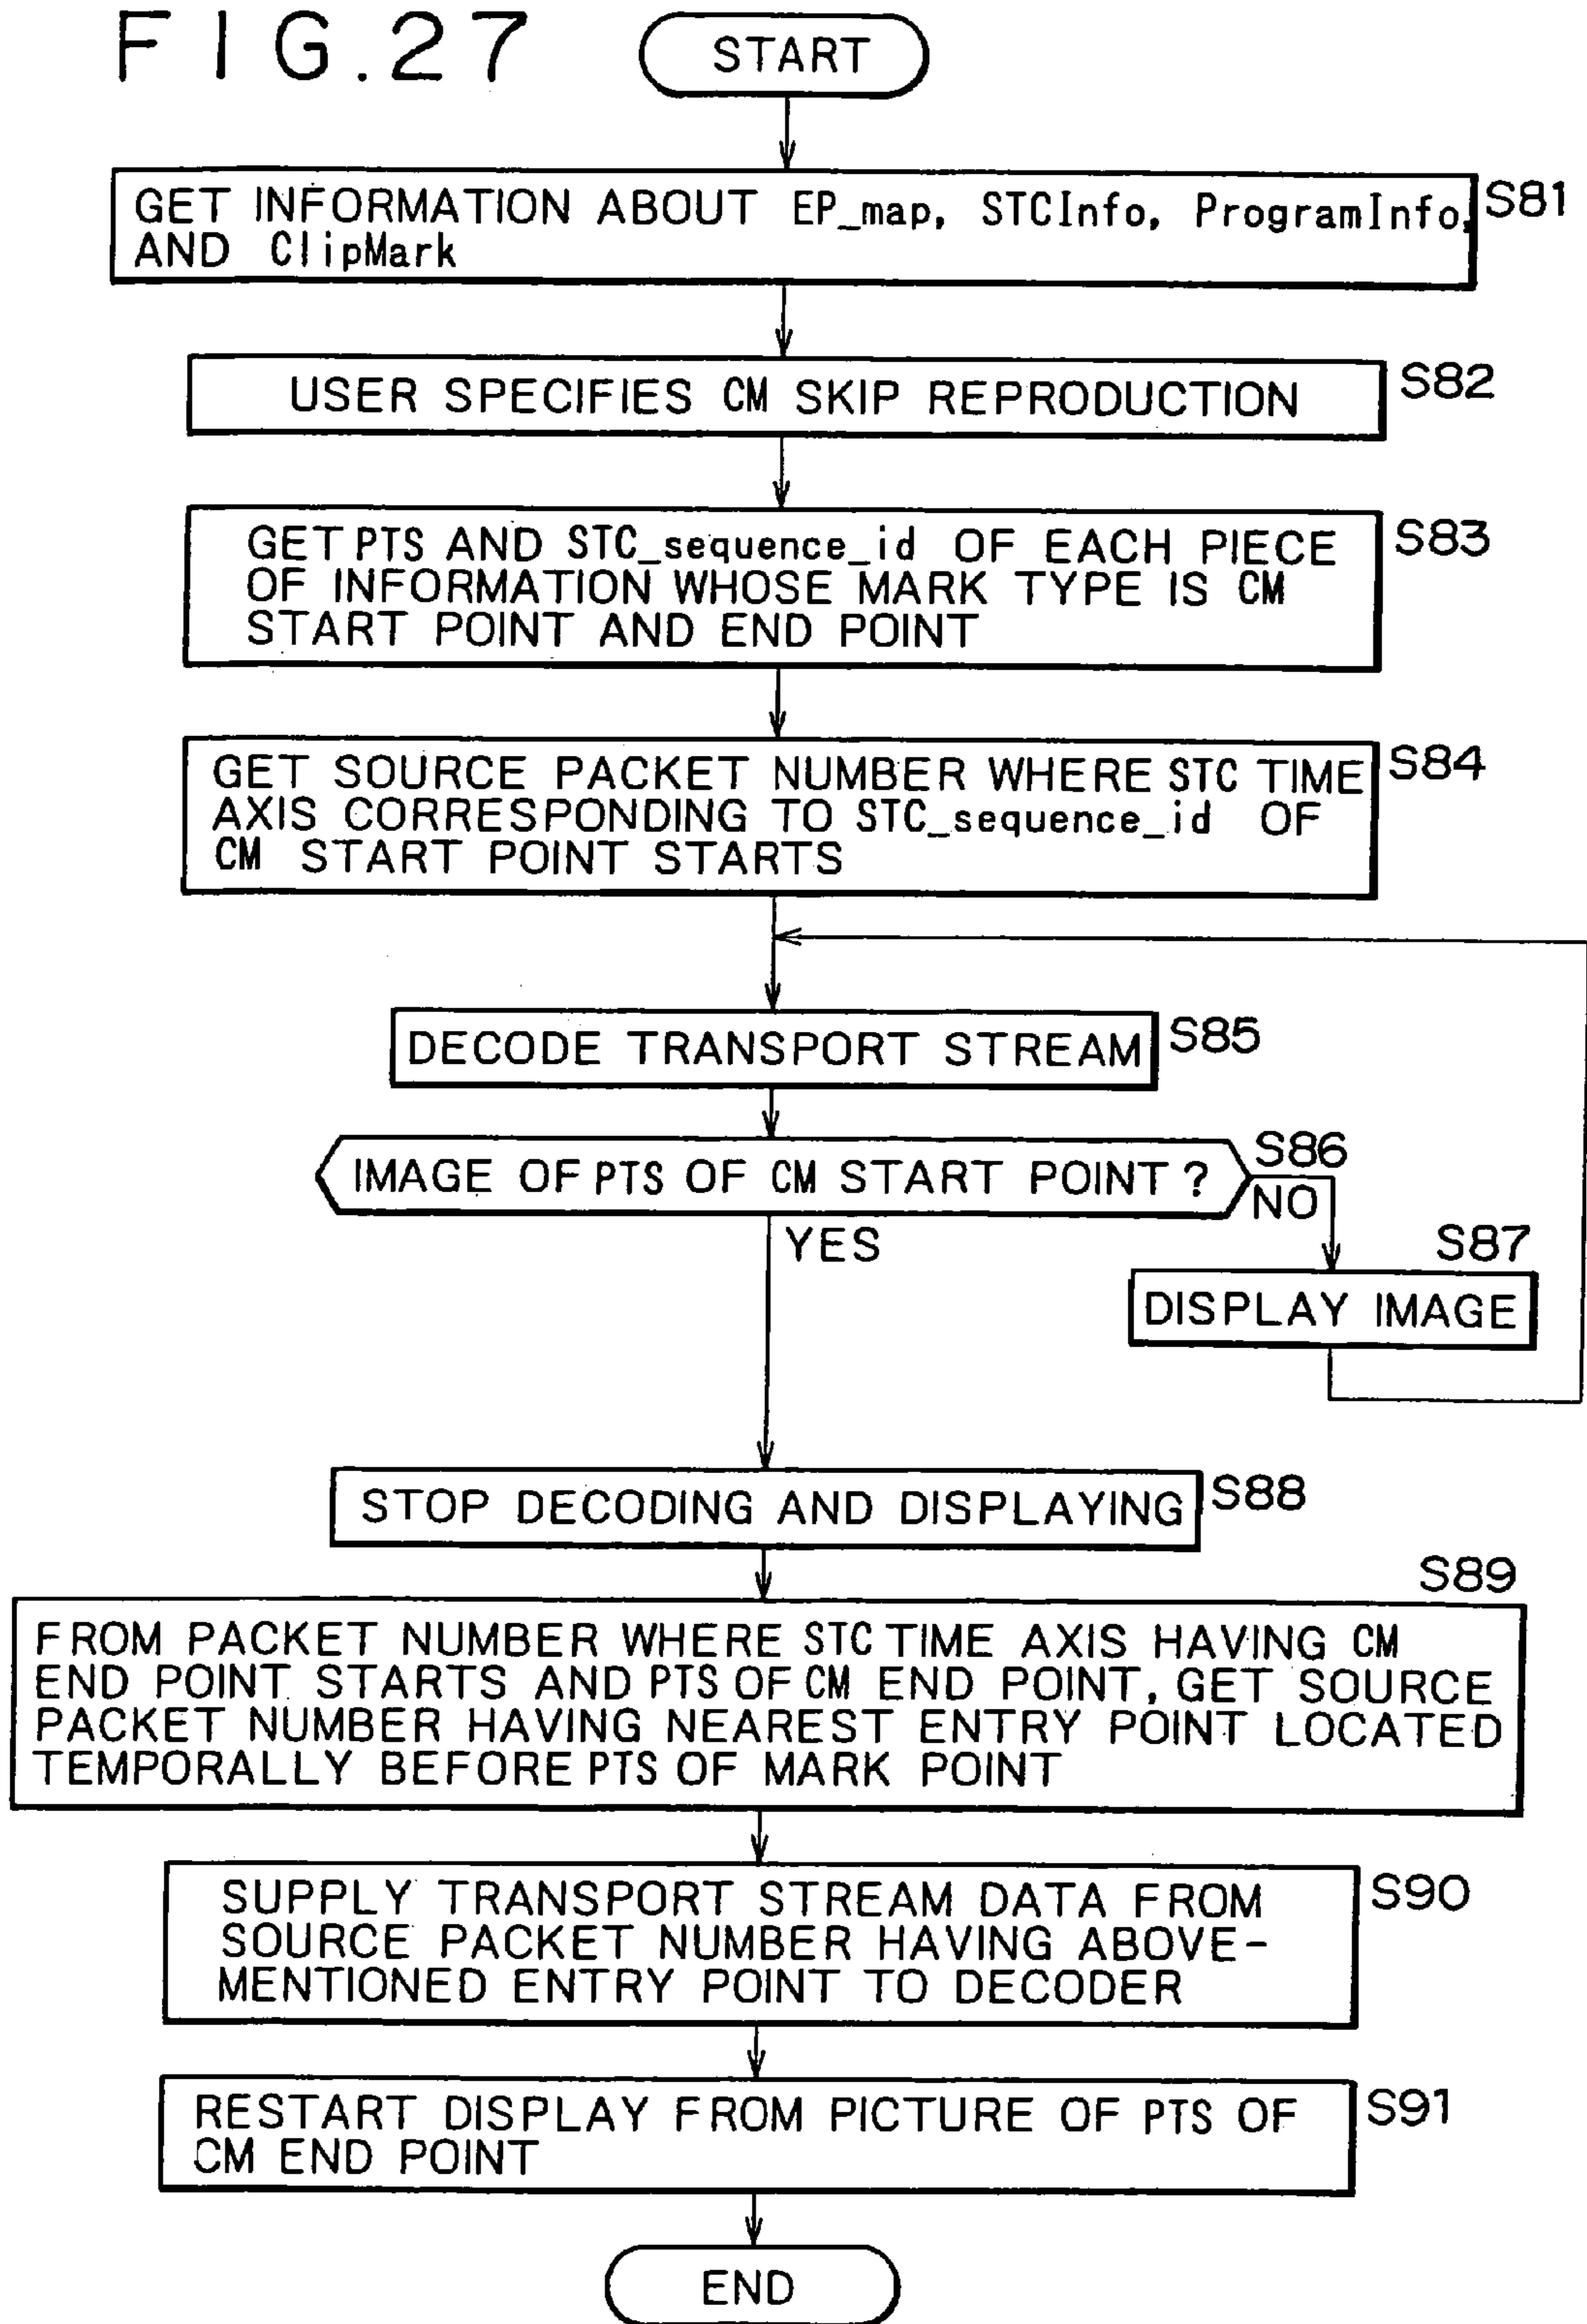 FIG.27
START
GET INFORMATION ABOUT EP_map, STCInfo, ProgramInfo,
AND ClipMark
S81
USER SPECIFIES CM SKIP REPRODUCTION
S82
GET PTS AND STC_sequence_id OF EACH PIECE
OF INFORMATION WHOSE MARK TYPE IS CM
START POINT AND END POINT
S83
GET SOURCE PACKET NUMBER WHERE STC TIME
AXIS CORRESPONDING TO STC_sequence_id OF
CM START POINT STARTS
S84
DECODE TRANSPORT STREAM
S85
IMAGE OF PTS OF CM START POINT ?
S86
NO
YES
S87
DISPLAY IMAGE
STOP DECODING AND DISPLAYING
S88
S89
FROM PACKET NUMBER WHERE STC TIME AXIS HAVING CM
END POINT STARTS AND PTS OF CM END POINT, GET SOURCE
PACKET NUMBER HAVING NEAREST ENTRY POINT LOCATED
TEMPORALLY BEFORE PTS OF MARK POINT
SUPPLY TRANSPORT STREAM DATA FROM
SOURCE PACKET NUMBER HAVING ABOVE-
MENTIONED ENTRY POINT TO DECODER
S90
RESTART DISPLAY FROM PICTURE OF PTS OF
CM END POINT
S91
END